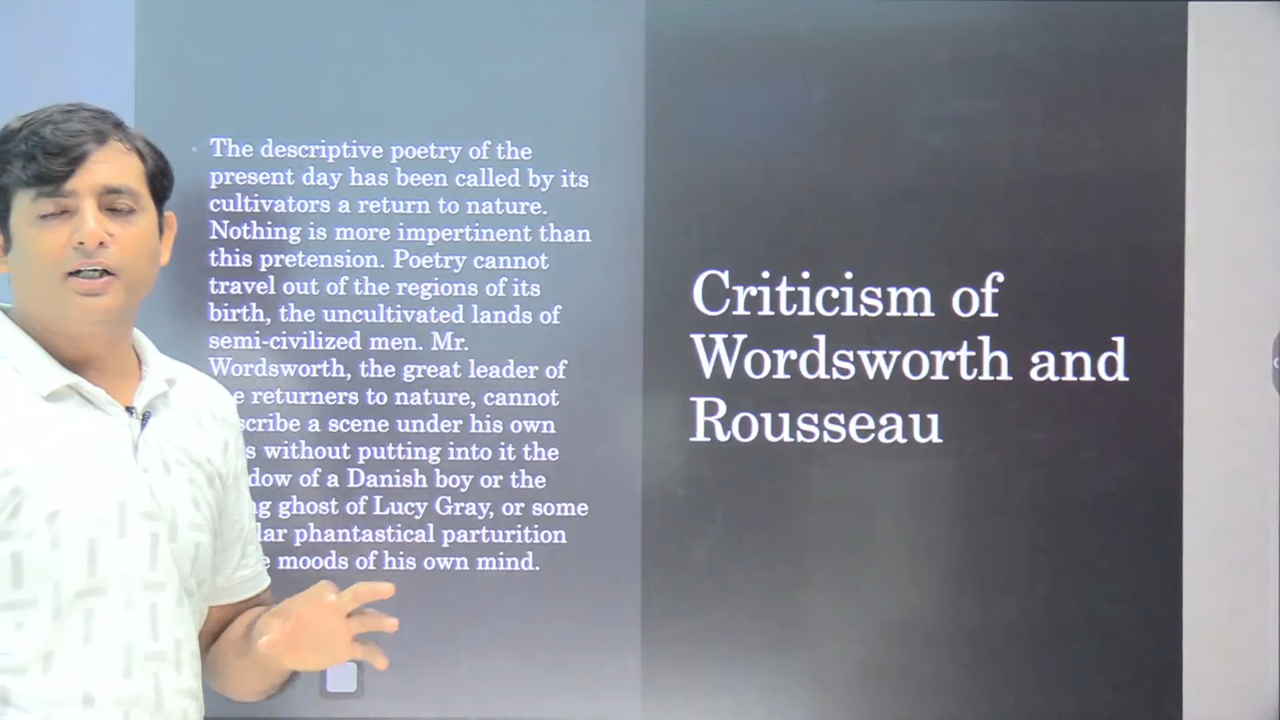 The descriptive poetry of the
present day has been called by its
cultivators a return to nature.
Nothing is more impertinent than
this pretension. Poetry cannot
travel out of the regions of its
birth, the uncultivated lands of
semi-civilized men. Mr.
Wordsworth, the great leader of
returners to nature, cannot
a scene under his own
without putting into it the
of a Danish boy or the
ghost of Lucy Gray, or some
phantastical parturition
moods of his own mind.
Criticism of
Wordsworth and
Rousseau